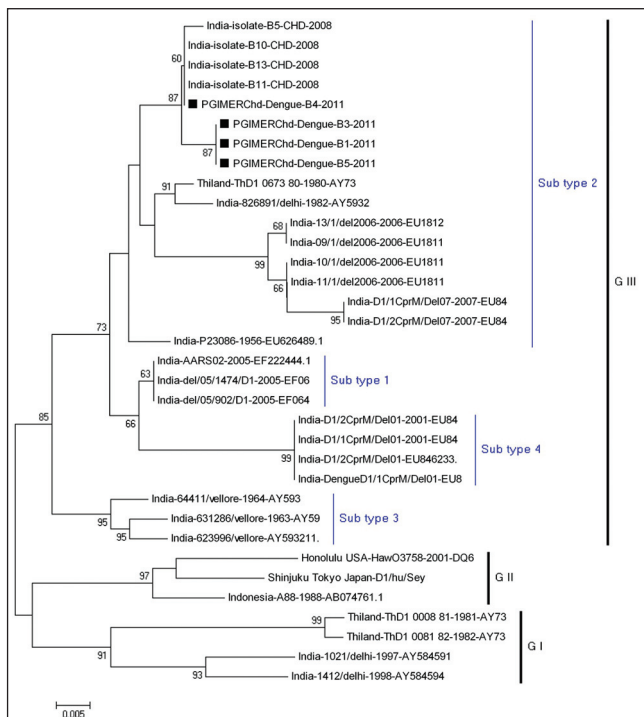 India-isolate-B5-CHD-2008
India-isolate-B10-CHD-2008
60
India-isolate-B13-CHD-2008
India-isolate-B11-CHD-2008
87
PGIMERChd-Dengue-B4-2011
PGIMERChd-Dengue-B3-2011
PGIMERChd-Dengue-B1-2011
87
PGIMERChd-Dengue-B5-2011
Sub type 2
91
Thiland-ThD1 0673 80-1980-AY73
India-826891/delhi-1982-AY5932
India-13/1/del2006-2006-EU1812
68
India-09/1/del2006-2006-EU1811
99
India-10/1/del2006-2006-EU1811
India-11/1/del2006-2006-EU1811
66
India-D1/1CprM/Del07-2007-EU84
95
India-D1/2CprM/Del07-2007-EU84
G III
73
India-P23086-1956-EU626489.1
India-AARS02-2005-EF222444.1
63
India-del/05/1474/D1-2005-EF06
Sub type 1
India-del/05/902/D1-2005-EF064
66
India-D1/2CprM/Del01-2001-EU84
India-D1/1CprM/Del01-2001-EU84
99
India-D1/2CprM/Del01-EU846233.
Sub type 4
India-DengueD1/1CprM/Del01-EU8
85
India-64411/vellore-1964-AY593
95
India-631286/vellore-1963-AY59
Sub type 3
95
India-623996/vellore-AY593211.
Honolulu USA-HawO3758-2001-DQ6
97
Shinjuku Tokyo Japan-D1/hu/Sey
G II
Indonesia-A88-1988-AB074761.1
Thiland-ThD1 0008 81-1981-AY73
99
Thiland-ThD1 0081 82-1982-AY73
G I
91
India-1021/delhi-1997-AY584591
93
India-1412/delhi-1998-AY584594
0.005